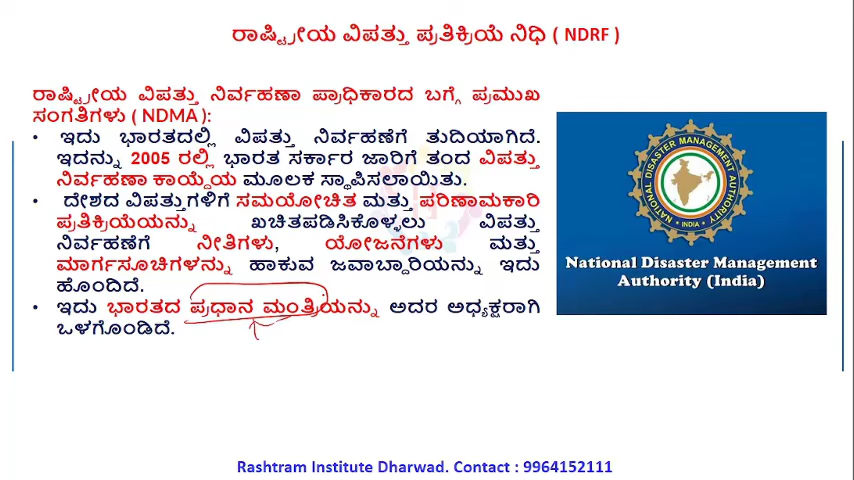 ರಾಷ್ಟ್ರೀಯ ವಿಪತ್ತು ಪ್ರತಿಕ್ರಿಯೆ ನಿಧಿ ( NDRF )
ರಾಷ್ಟ್ರೀಯ ವಿಪತ್ತು ನಿರ್ವಹಣಾ ಪ್ರಾಧಿಕಾರದ ಬಗ್ಗೆ ಪ್ರಮುಖ
ಸಂಗತಿಗಳು ( NDMA):
• ಇದು ಭಾರತದಲ್ಲಿ ವಿಪತ್ತು ನಿರ್ವಹಣೆಗೆ ತುದಿಯಾಗಿದೆ.
ಇದನ್ನು 2005 ರಲ್ಲಿ ಭಾರತ ಸರ್ಕಾರ ಜಾರಿಗೆ ತಂದ ವಿಪತ್ತು
ನಿರ್ವಹಣಾ ಕಾಯ್ದೆಯ ಮೂಲಕ ಸ್ಥಾಪಿಸಲಾಯಿತು.
• ದೇಶದ ವಿಪತ್ತುಗಳಿಗೆ ಸಮಯೋಚಿತ ಮತ್ತು ಪರಿಣಾಮಕಾರಿ
ಪ್ರತಿಕ್ರಿಯೆಯನ್ನು ಖಚಿತಪಡಿಸಿಕೊಳ್ಳಲು ವಿಪತ್ತು
ನಿರ್ವಹಣೆಗೆ ನೀತಿಗಳು, ಯೋಜನೆಗಳು ಮತ್ತು
ಮಾರ್ಗಸೂಚಿಗಳನ್ನು ಹಾಕುವ ಜವಾಬ್ದಾರಿಯನ್ನು ಇದು
ಹೊಂದಿದೆ.
• ಇದು ಭಾರತದ ಪ್ರಧಾನ ಮಂತ್ರಿಯನ್ನು ಅದರ ಅಧ್ಯಕ್ಷರಾಗಿ
ಒಳಗೊಂಡಿದೆ.
NATIONAL DISASTER MANAGEMENT AUTHORITY
• INDIA •
National Disaster Management
Authority (India)
Rashtram Institute Dharwad. Contact : 9964152111